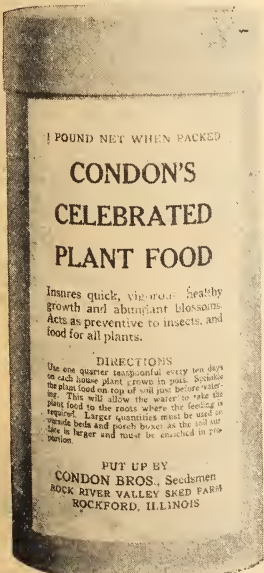 1 POUND NET WHEN PACKED
CONDON'S
CELEBRATED
PLANT FOOD
Insures quick, vigorous healthy
growth and abundant blossoms.
Acts as preventive to insects, and
food for all plants.
DIRECTIONS
Use one quarter teaspoonful every ten days
on each house plant grown in pots. Sprinkle
the plant food on top of soil just before water-
ing. This will allow the water to take the
plant food to the roots where the feeding is
required. Larger quantities must be used on
outside beds and porch boxes as the soil sur-
face is larger and must be enriched in pro-
portion.
PUT UP BY
CONDON BROS., Seedsmen
ROCK RIVER VALLEY SEED FARM
ROCKFORD, ILLINOIS